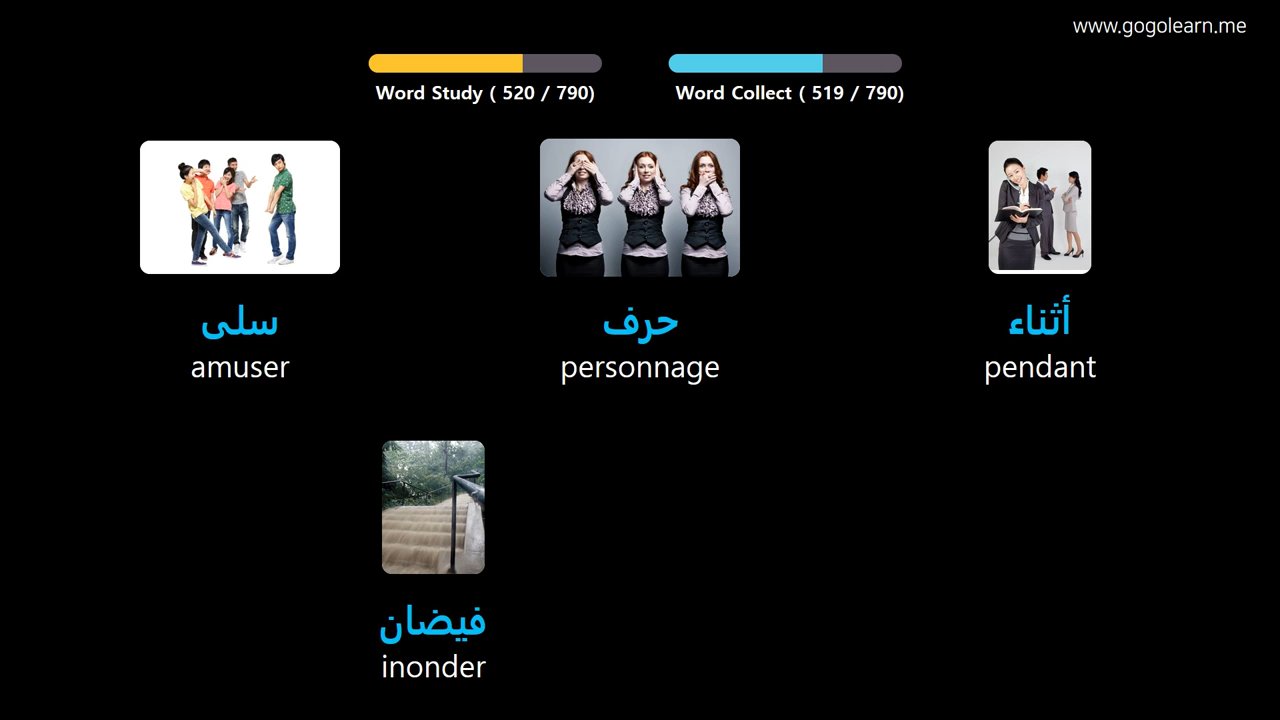 www.gogolearn.me
Word Study ( 520 / 790)
Word Collect ( 519 / 790)
سلى
amuser
حرف
personnage
أثناء
pendant
فيضان
inonder